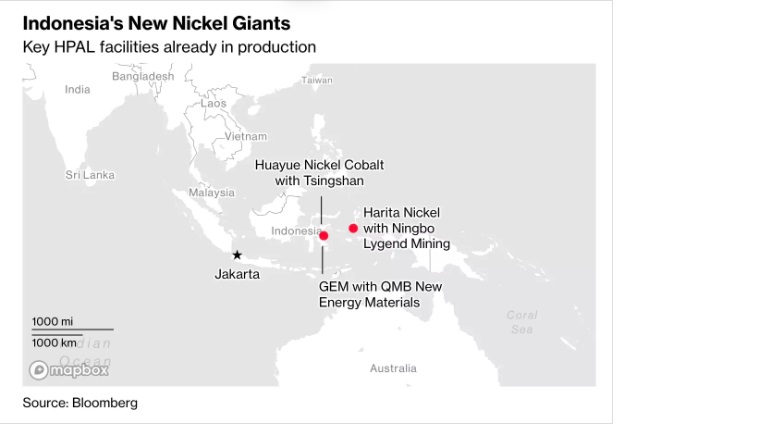 Indonesia's New Nickel Giants
Key HPAL facilities already in production
Taiwan
Bangladesh
India
Laos
Vietnam
Huayue Nickel Cobalt
with Tsingshan
Sri Lanka
Malaysia
Harita Nickel
with Ningbo
Lygend Mining
Indonesia
Jakarta
GEM with QMB New
Energy Materials
1000 mi
1000 km
Coral
Sea
dian
Ocean
mapbox
Australia
Source: Bloomberg